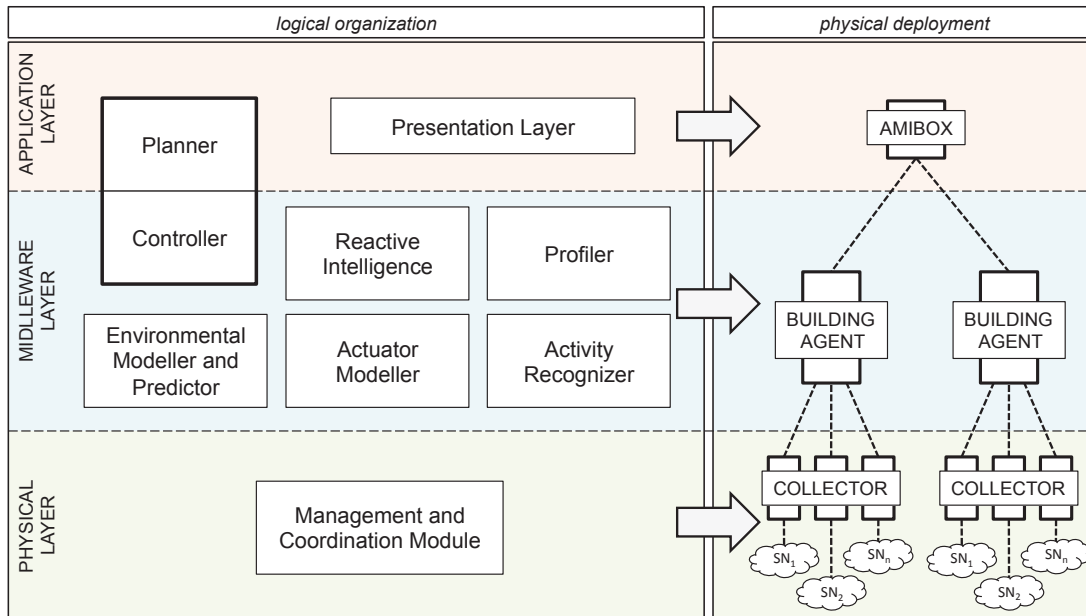 logical organization
physical deployment
APPLICATION
LAYER
Planner
Presentation Layer
AMIBOX
MIDLLEWARE
LAYER
Controller
Reactive
Intelligence
Profiler
Environmental
Modeller and
Predictor
Actuator
Modeller
Activity
Recognizer
BUILDING
AGENT
BUILDING
AGENT
PHYSICAL
LAYER
Management and
Coordination Module
COLLECTOR
COLLECTOR
SN1
SN2
SNn
SN1
SN2
SNn